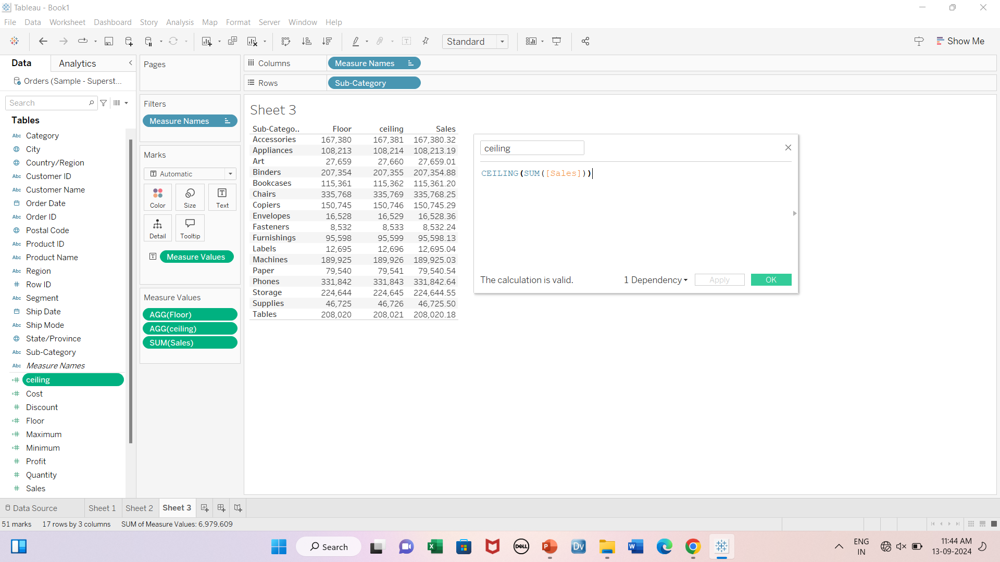 Tableau - Book1
File Data Worksheet Dashboard Story Analysis Map Format Server Window Help
Standard
Show Me
Data
Analytics
Orders (Sample - Superst...
Search
Tables
Abc Category
City
Country/Region
Abc Customer ID
Abc Customer Name
Order Date
Abc Order ID
Postal Code
Abc Product ID
Abc Product Name
Abc Region
# Row ID
Abc Segment
Ship Date
Abc Ship Mode
State/Province
Abc Sub-Category
Abc Measure Names
=# ceiling
=# Cost
# Discount
=# Floor
=# Maximum
=# Minimum
# Profit
# Quantity
# Sales
Pages
Filters
Measure Names
Marks
T Automatic
Color Size T Text
Detail Tooltip
T Measure Values
Measure Values
AGG(Floor)
AGG(ceiling)
SUM(Sales)
Columns Measure Names
Rows Sub-Category
Sheet 3
Sub-Catego.. Floor ceiling Sales
Accessories 167,380 167,381 167,380.32
Appliances 108,213 108,214 108,213.19
Art 27,659 27,660 27,659.01
Binders 207,354 207,355 207,354.88
Bookcases 115,361 115,362 115,361.20
Chairs 335,768 335,769 335,768.25
Copiers 150,745 150,746 150,745.29
Envelopes 16,528 16,529 16,528.36
Fasteners 8,532 8,533 8,532.24
Furnishings 95,598 95,599 95,598.13
Labels 12,695 12,696 12,695.04
Machines 189,925 189,926 189,925.03
Paper 79,540 79,541 79,540.54
Phones 331,842 331,843 331,842.64
Storage 224,644 224,645 224,644.55
Supplies 46,725 46,726 46,725.50
Tables 208,020 208,021 208,020.18
ceiling
CEILING(SUM([Sales]))
The calculation is valid.
1 Dependency
Apply
OK
Data Source Sheet 1 Sheet 2 Sheet 3
51 marks 17 rows by 3 columns SUM of Measure Values: 6,979,609
Search
DELL
Dv
ENG
IN
11:44 AM
13-09-2024